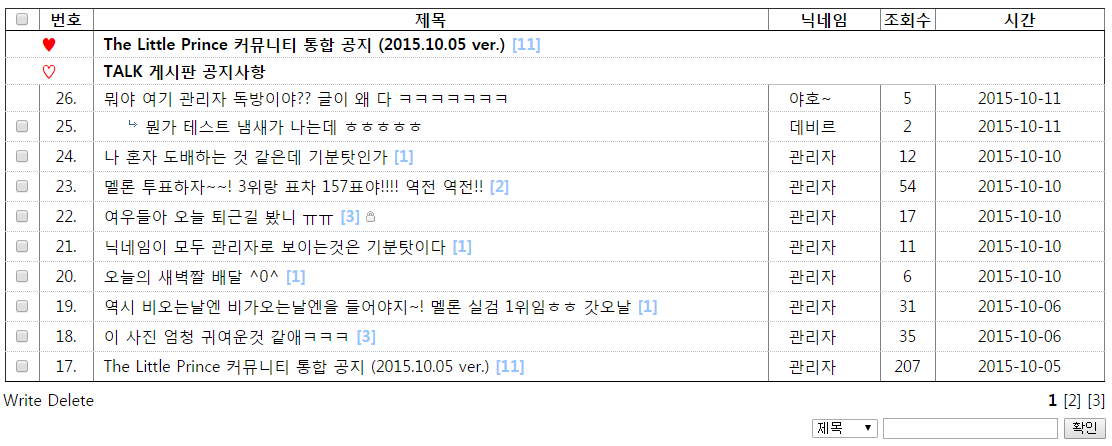 번호 제목 닉네임 조회수 시간
The Little Prince 커뮤니티 통합 공지 (2015.10.05 ver.) [11]
TALK 게시판 공지사항
26. 뭐야 여기 관리자 독방이야?? 글이 왜 다 ㅋㅋㅋㅋㅋㅋㅋ 야호~ 5 2015-10-11
25. 뭔가 테스트 냄새가 나는데 ㅎㅎㅎㅎㅎ 데비르 2 2015-10-11
24. 나 혼자 도배하는 것 같은데 기분탓인가 [1] 관리자 12 2015-10-10
23. 멜론 투표하자~~! 3위랑 표차 157표야!!!! 역전 역전!! [2] 관리자 54 2015-10-10
22. 여우들아 오늘 퇴근길 봤니 ㅠㅠ [3] 관리자 17 2015-10-10
21. 닉네임이 모두 관리자로 보이는것은 기분탓이다 [1] 관리자 11 2015-10-10
20. 오늘의 새벽짤 배달 ^0^ [1] 관리자 6 2015-10-10
19. 역시 비오는날엔 비가오는날엔을 들어야지~! 멜론 실검 1위임ㅎㅎ 갓오날 [1] 관리자 31 2015-10-06
18. 이 사진 엄청 귀여운것 같애ㅋㅋㅋ [3] 관리자 35 2015-10-06
17. The Little Prince 커뮤니티 통합 공지 (2015.10.05 ver.) [11] 관리자 207 2015-10-05
Write Delete 1 [2] [3]
제목 확인